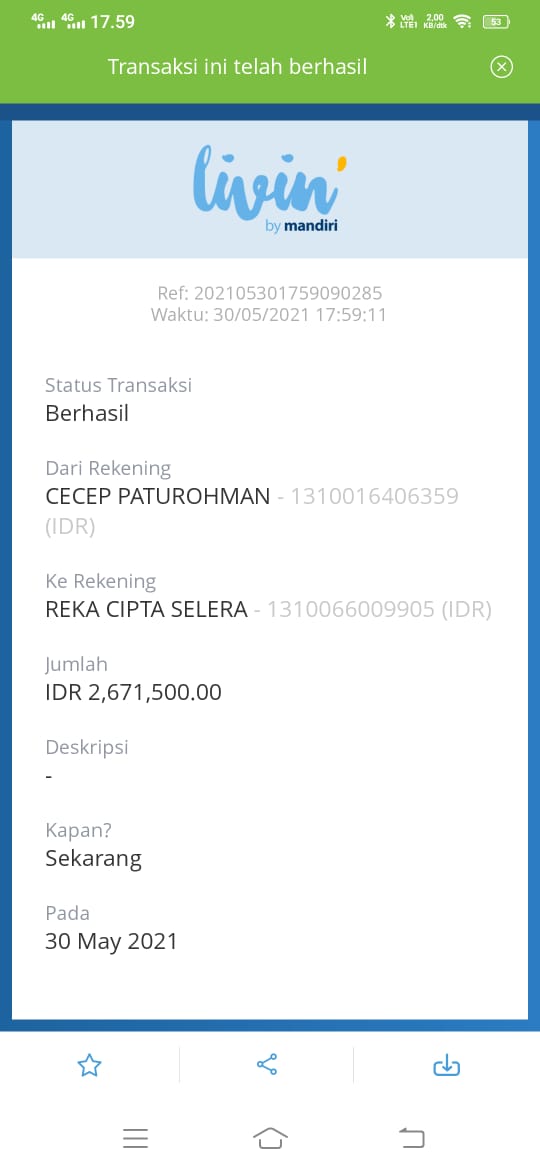 4G 4G 17.59 Vo) LTE1 2,00 KB/dtk 53
Transaksi ini telah berhasil
livin'
by mandiri
Ref: 202105301759090285
Waktu: 30/05/2021 17:59:11
Status Transaksi
Berhasil
Dari Rekening
CECEP PATUROHMAN - 1310016406359
(IDR)
Ke Rekening
REKA CIPTA SELERA - 1310066009905 (IDR)
Jumlah
IDR 2,671,500.00
Deskripsi
-
Kapan?
Sekarang
Pada
30 May 2021